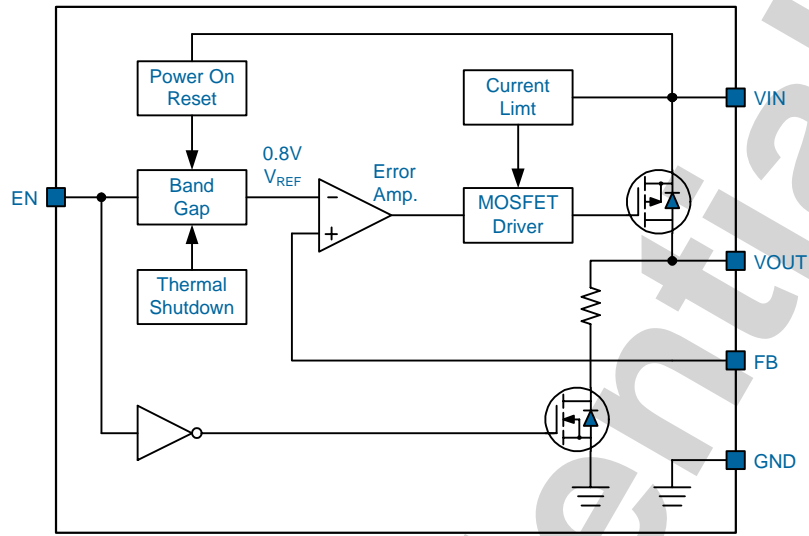 Power On
Reset
Current
Limt
VIN
0.8V
VREF
Error
Amp.
EN
Band
Gap
−
+
MOSFET
Driver
VOUT
Thermal
Shutdown
FB
GND